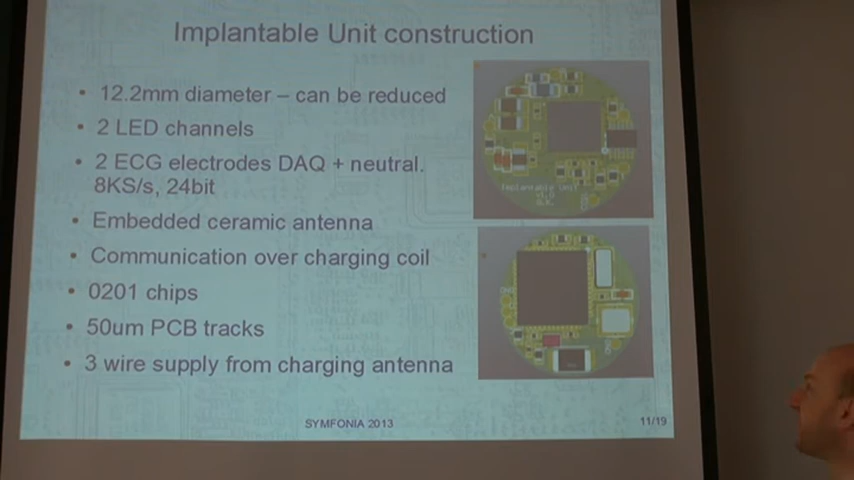 Implantable Unit construction
• 12.2mm diameter – can be reduced
• 2 LED channels
• 2 ECG electrodes DAQ + neutral.
8KS/s, 24bit
• Embedded ceramic antenna
• Communication over charging coil
• 0201 chips
• 50um PCB tracks
• 3 wire supply from charging antenna
Implantable Unit
SYMFONIA 2013
11/19